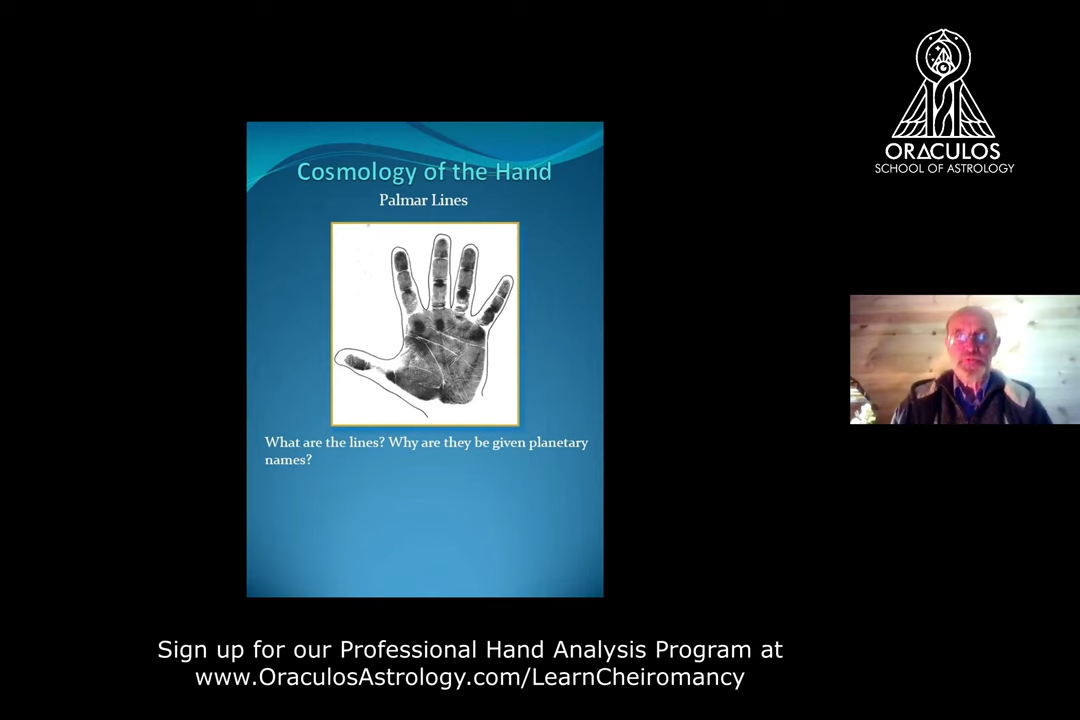 ORACULOS
SCHOOL OF ASTROLOGY
Cosmology of the Hand
Palmar Lines
What are the lines? Why are they be given planetary
names?
Sign up for our Professional Hand Analysis Program at
www.OraculosAstrology.com/LearnCheiromancy